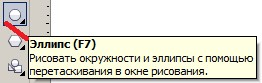 Эллипс (F7)
Рисовать окружности и эллипсы с помощью
перетаскивания в окне рисования.